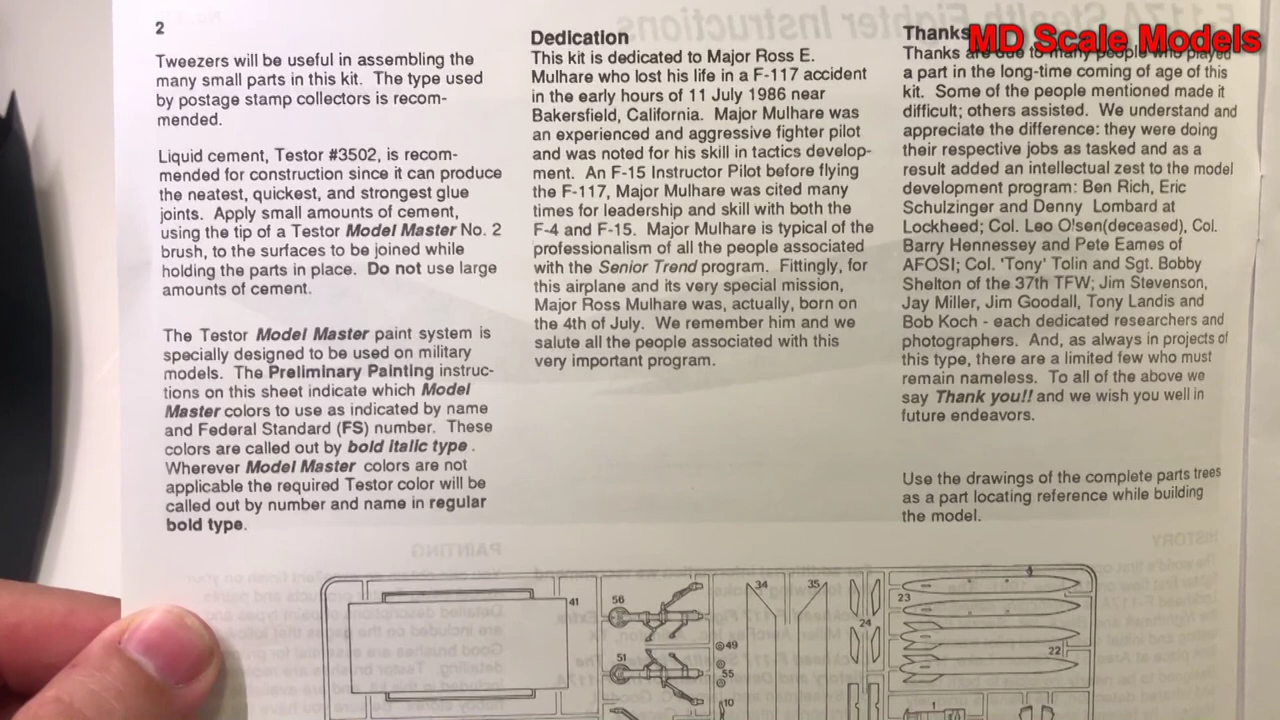 2
Tweezers will be useful in assembling the
many small parts in this kit. The type used
by postage stamp collectors is recom-
mended.
Liquid cement, Testor #3502, is recom-
mended for construction since it can produce
the neatest, quickest, and strongest glue
joints. Apply small amounts of cement,
using the tip of a Testor Model Master No. 2
brush, to the surfaces to be joined while
holding the parts in place. Do not use large
amounts of cement.
The Testor Model Master paint system is
specially designed to be used on military
models. The Preliminary Painting instruc-
tions on this sheet indicate which Model
Master colors to use as indicated by name
and Federal Standard (FS) number. These
colors are called out by bold italic type .
Wherever Model Master colors are not
applicable the required Testor color will be
called out by number and name in regular
bold type.
Dedication
This kit is dedicated to Major Ross E.
Mulhare who lost his life in a F-117 accident
in the early hours of 11 July 1986 near
Bakersfield, California. Major Mulhare was
an experienced and aggressive fighter pilot
and was noted for his skill in tactics develop-
ment. An F-15 Instructor Pilot before flying
the F-117, Major Mulhare was cited many
times for leadership and skill with both the
F-4 and F-15. Major Mulhare is typical of the
professionalism of all the people associated
with the Senior Trend program. Fittingly, for
this airplane and its very special mission,
Major Ross Mulhare was, actually, born on
the 4th of July. We remember him and we
salute all the people associated with this
very important program.
Thanks
MD Scale Models
Thanks are due to many people who played
a part in the long-time coming of age of this
kit. Some of the people mentioned made it
difficult; others assisted. We understand and
appreciate the difference: they were doing
their respective jobs as tasked and as a
result added an intellectual zest to the model
development program: Ben Rich, Eric
Schulzinger and Denny Lombard at
Lockheed; Col. Leo O!sen(deceased), Col.
Barry Hennessey and Pete Eames of
AFOSI; Col. 'Tony' Tolin and Sgt. Bobby
Shelton of the 37th TFW; Jim Stevenson,
Jay Miller, Jim Goodall, Tony Landis and
Bob Koch - each dedicated researchers and
photographers. And, as always in projects of
this type, there are a limited few who must
remain nameless. To all of the above we
say Thank you!! and we wish you well in
future endeavors.
Use the drawings of the complete parts trees
as a part locating reference while building
the model.
41
56
51
49
55
10
34
35
24
23
22
1